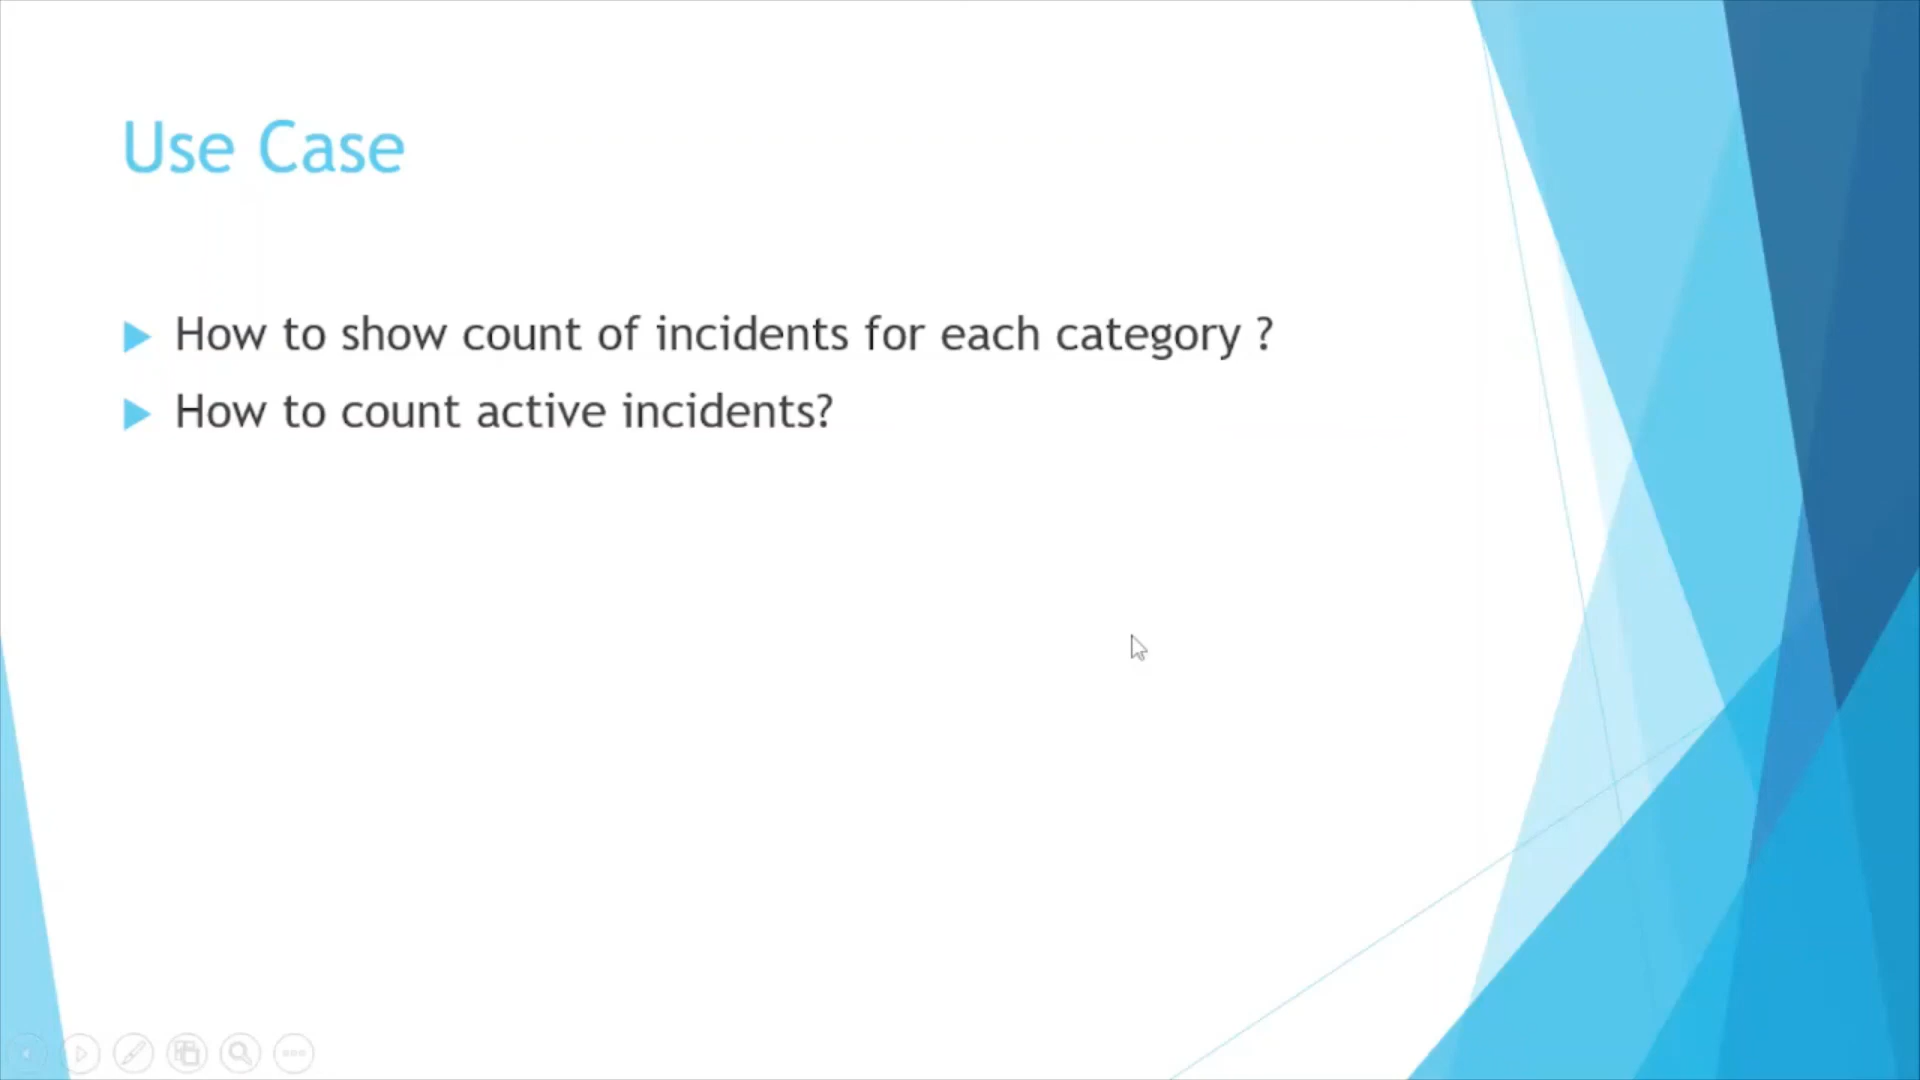 Use Case
How to show count of incidents for each category ?
How to count active incidents?